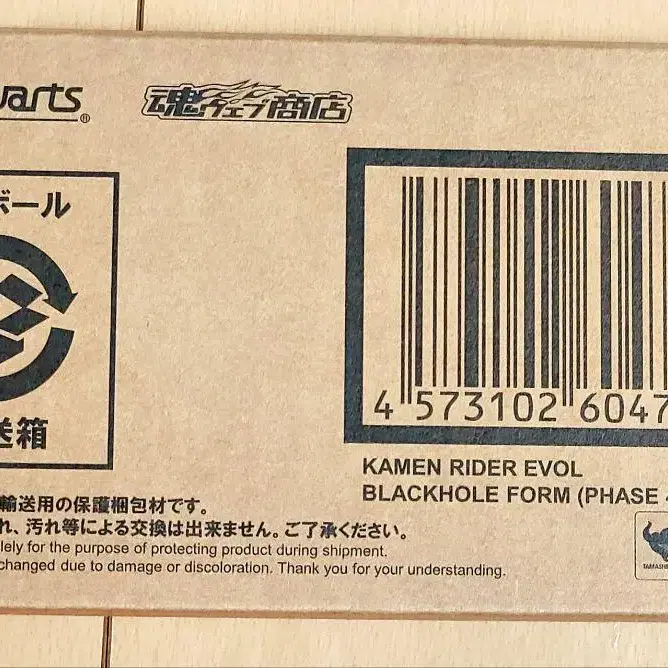 uarts®
魂ウェブ商店
ボール
送箱
4 573102 6047
KAMEN RIDER EVOL
BLACKHOLE FORM (PHASE
輸送用の保護梱包材です。
れ、汚れ等による交換は出来ません。ご了承ください。
lely for the purpose of protecting product during shipment.
changed due to damage or discoloration. Thank you for your understanding.
TAMASHI